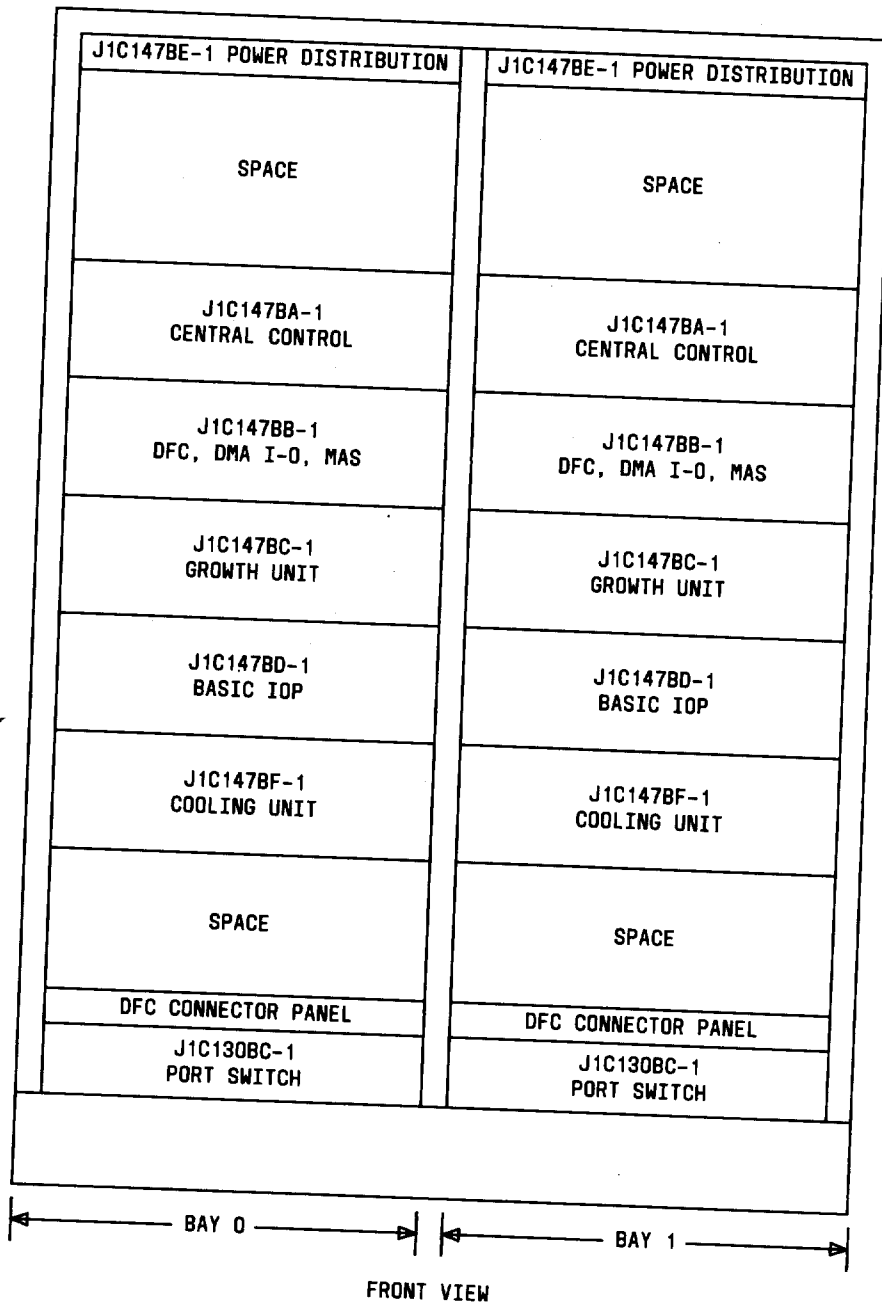 J1C147BE-1 POWER DISTRIBUTION
SPACE
J1C147BA-1
CENTRAL CONTROL
J1C147BB-1
DFC, DMA I-O, MAS
J1C147BC-1
GROWTH UNIT
J1C147BD-1
BASIC IOP
J1C147BF-1
COOLING UNIT
SPACE
DFC CONNECTOR PANEL
J1C130BC-1
PORT SWITCH
BAY 0
J1C147BE-1 POWER DISTRIBUTION
SPACE
J1C147BA-1
CENTRAL CONTROL
J1C147BB-1
DFC, DMA I-O, MAS
J1C147BC-1
GROWTH UNIT
J1C147BD-1
BASIC IOP
J1C147BF-1
COOLING UNIT
SPACE
DFC CONNECTOR PANEL
J1C130BC-1
PORT SWITCH
BAY 1
FRONT VIEW